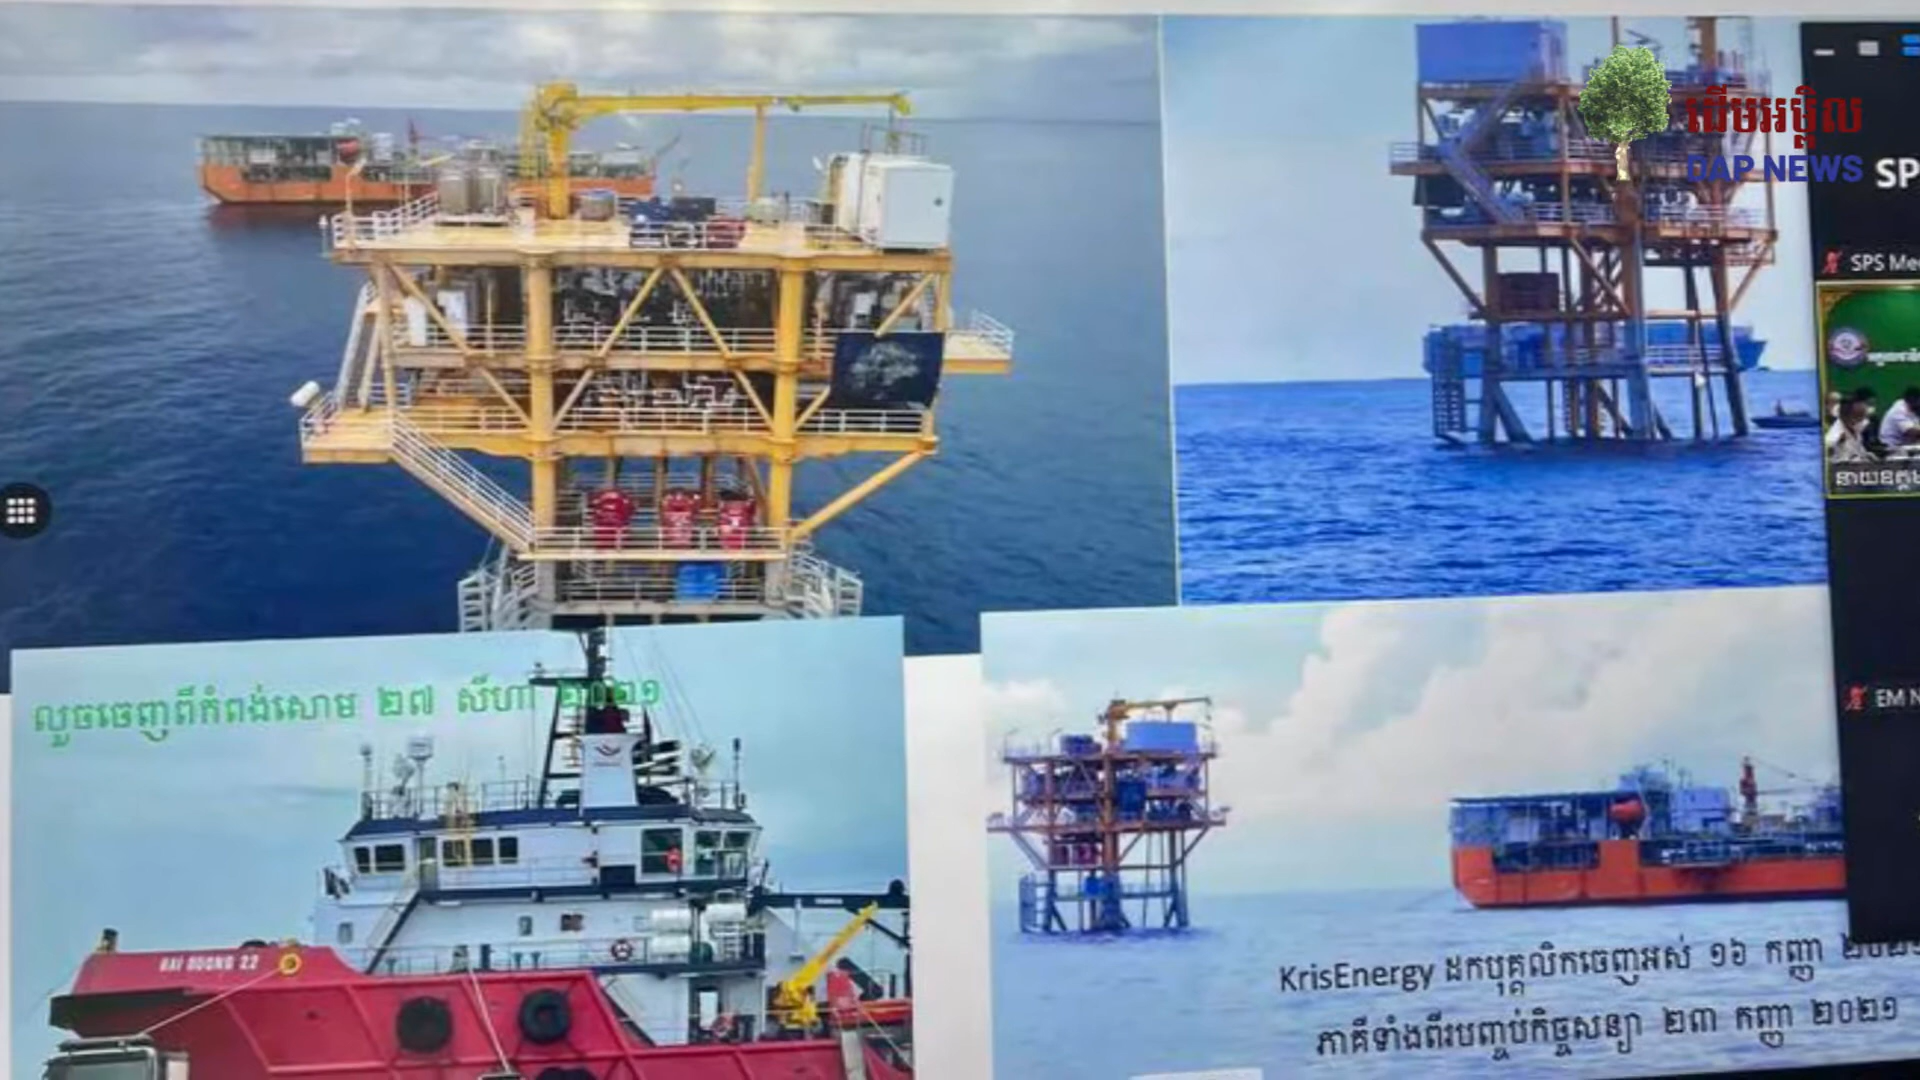 ដើមអម្ពិល
DAP NEWS
SP
SPS Me
លួចចេញពីកំពង់សោម ២៧ សីហា ២០២១
EM N
HAI DUONG 22
KrisEnergy ដកបុគ្គលិកចេញអស់ ១៦ កញ្ញា
ភាគីទាំងពីរបញ្ចប់កិច្ចសន្យា ២៣ កញ្ញា ២០២១